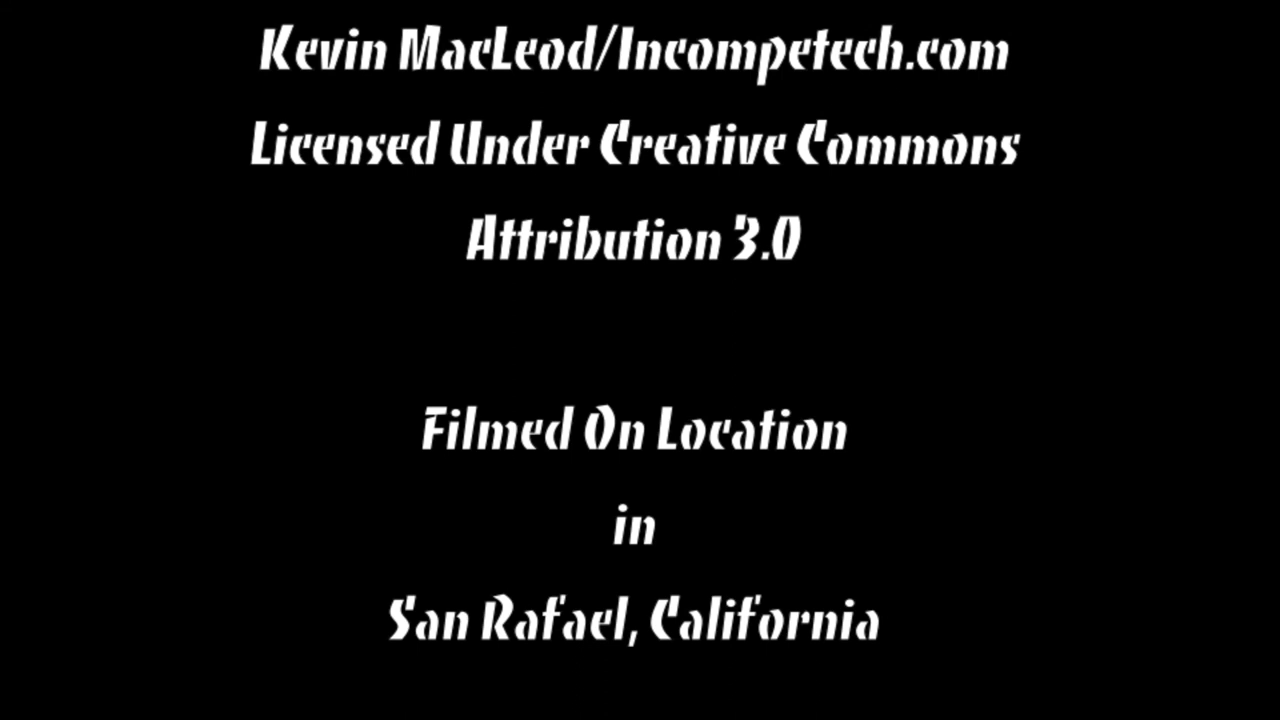 Kevin MacLeod/Incompetech.com
Licensed Under Creative Commons
Attribution 3.0
Filmed On Location
in
San Rafael, California